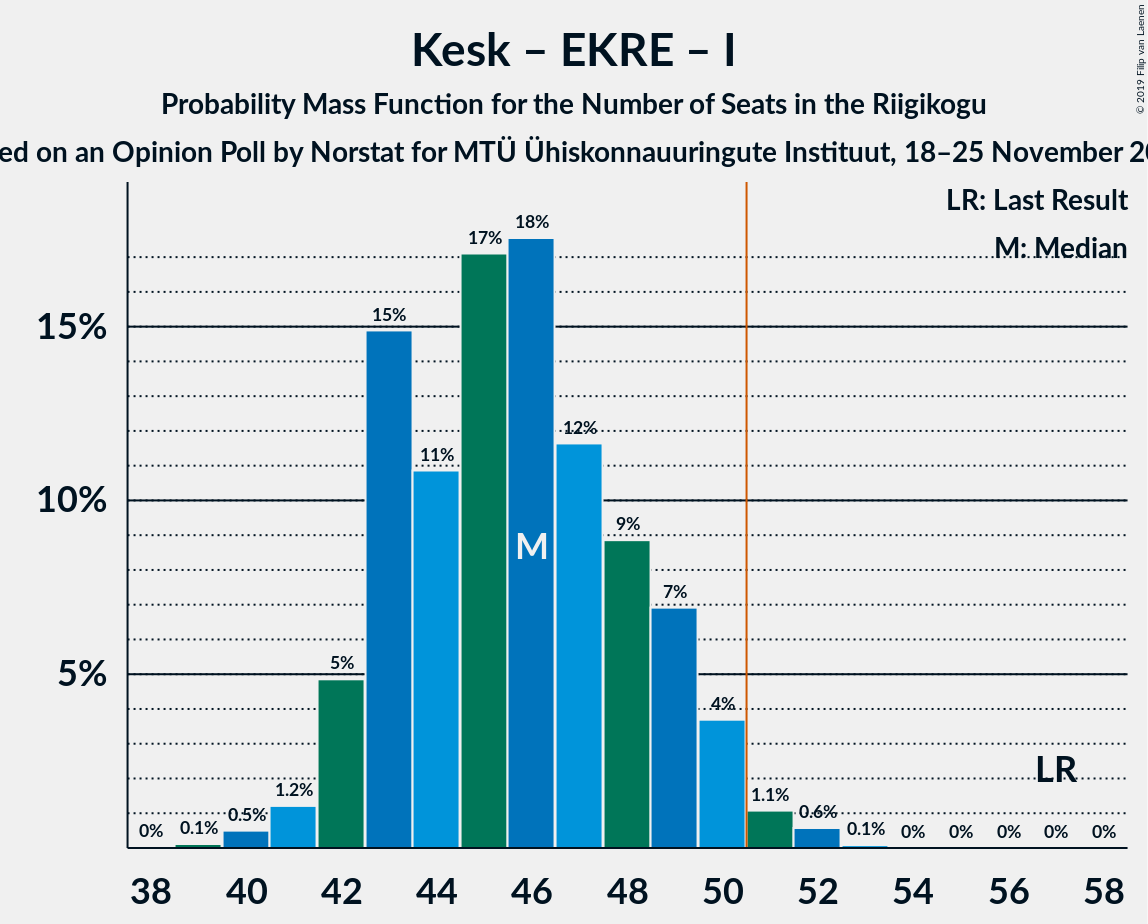 Kesk – EKRE – I
Probability Mass Function for the Number of Seats in the Riigikogu
ed on an Opinion Poll by Norstat for MTÜ Ühiskonnauuringute Instituut, 18–25 November 20
© 2019 Filip van Laenen
LR: Last Result
M: Median
15%
10%
5%
0%
0.1%
0.5%
1.2%
5%
15%
11%
17%
18%
12%
9%
7%
4%
1.1%
0.6%
0.1%
0%
0%
0%
0%
0%
M
LR
38 40 42 44 46 48 50 52 54 56 58